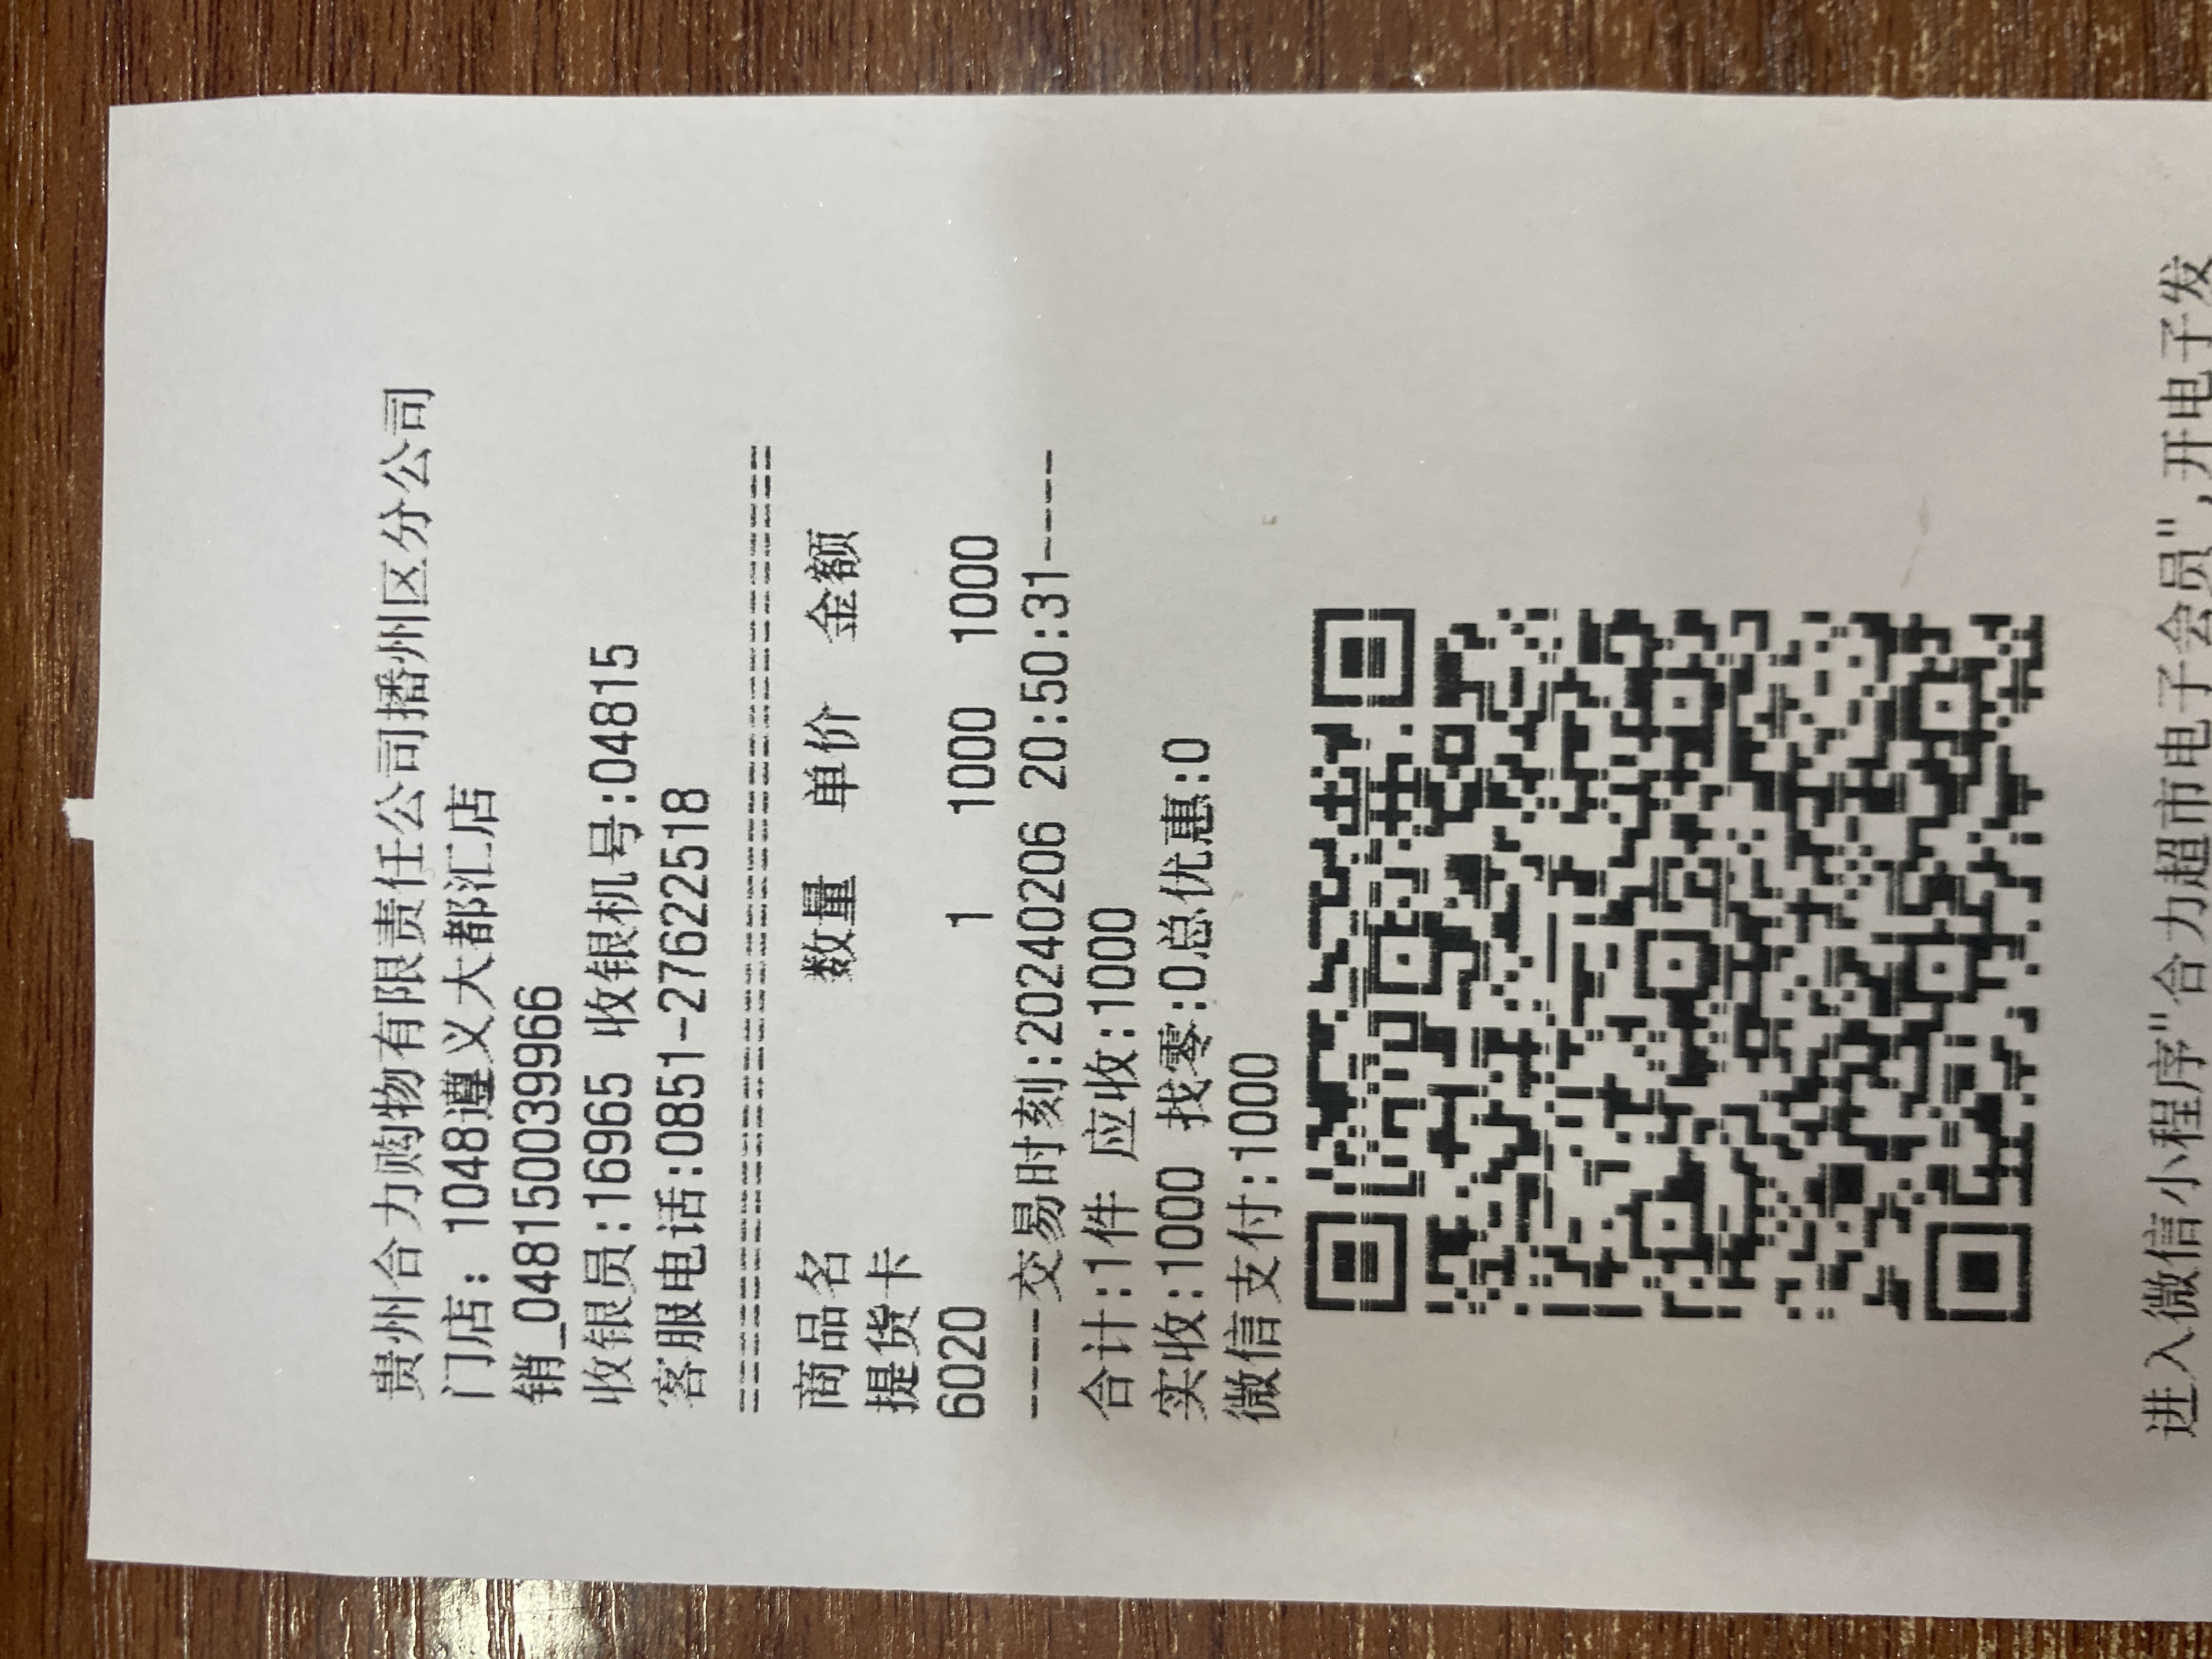 贵州合力购物有限责任公司播州区分公司
门店: 1048遵义大都汇店
销_048150039966
收银员:16965 收银机号:04815
客服电话:0851-27622518
==================================
商品名 数量 单价 金额
提货卡
6020 1 1000 1000
-----交易时刻:20240206 20:50:31-----
合计:1件 应收:1000
实收:1000 找零:0总优惠:0
微信支付:1000
进入微信小程序"合力超市电子会员",开电子发